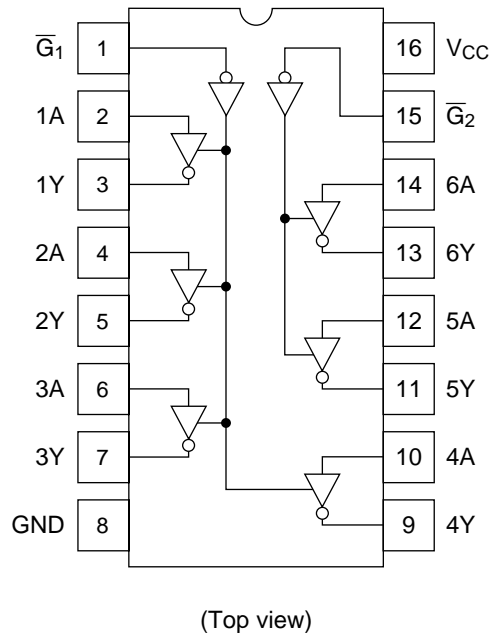 G̅1 1 16 VCC
1A 2 15 G̅2
1Y 3 14 6A
2A 4 13 6Y
2Y 5 12 5A
3A 6 11 5Y
3Y 7 10 4A
GND 8 9 4Y
(Top view)